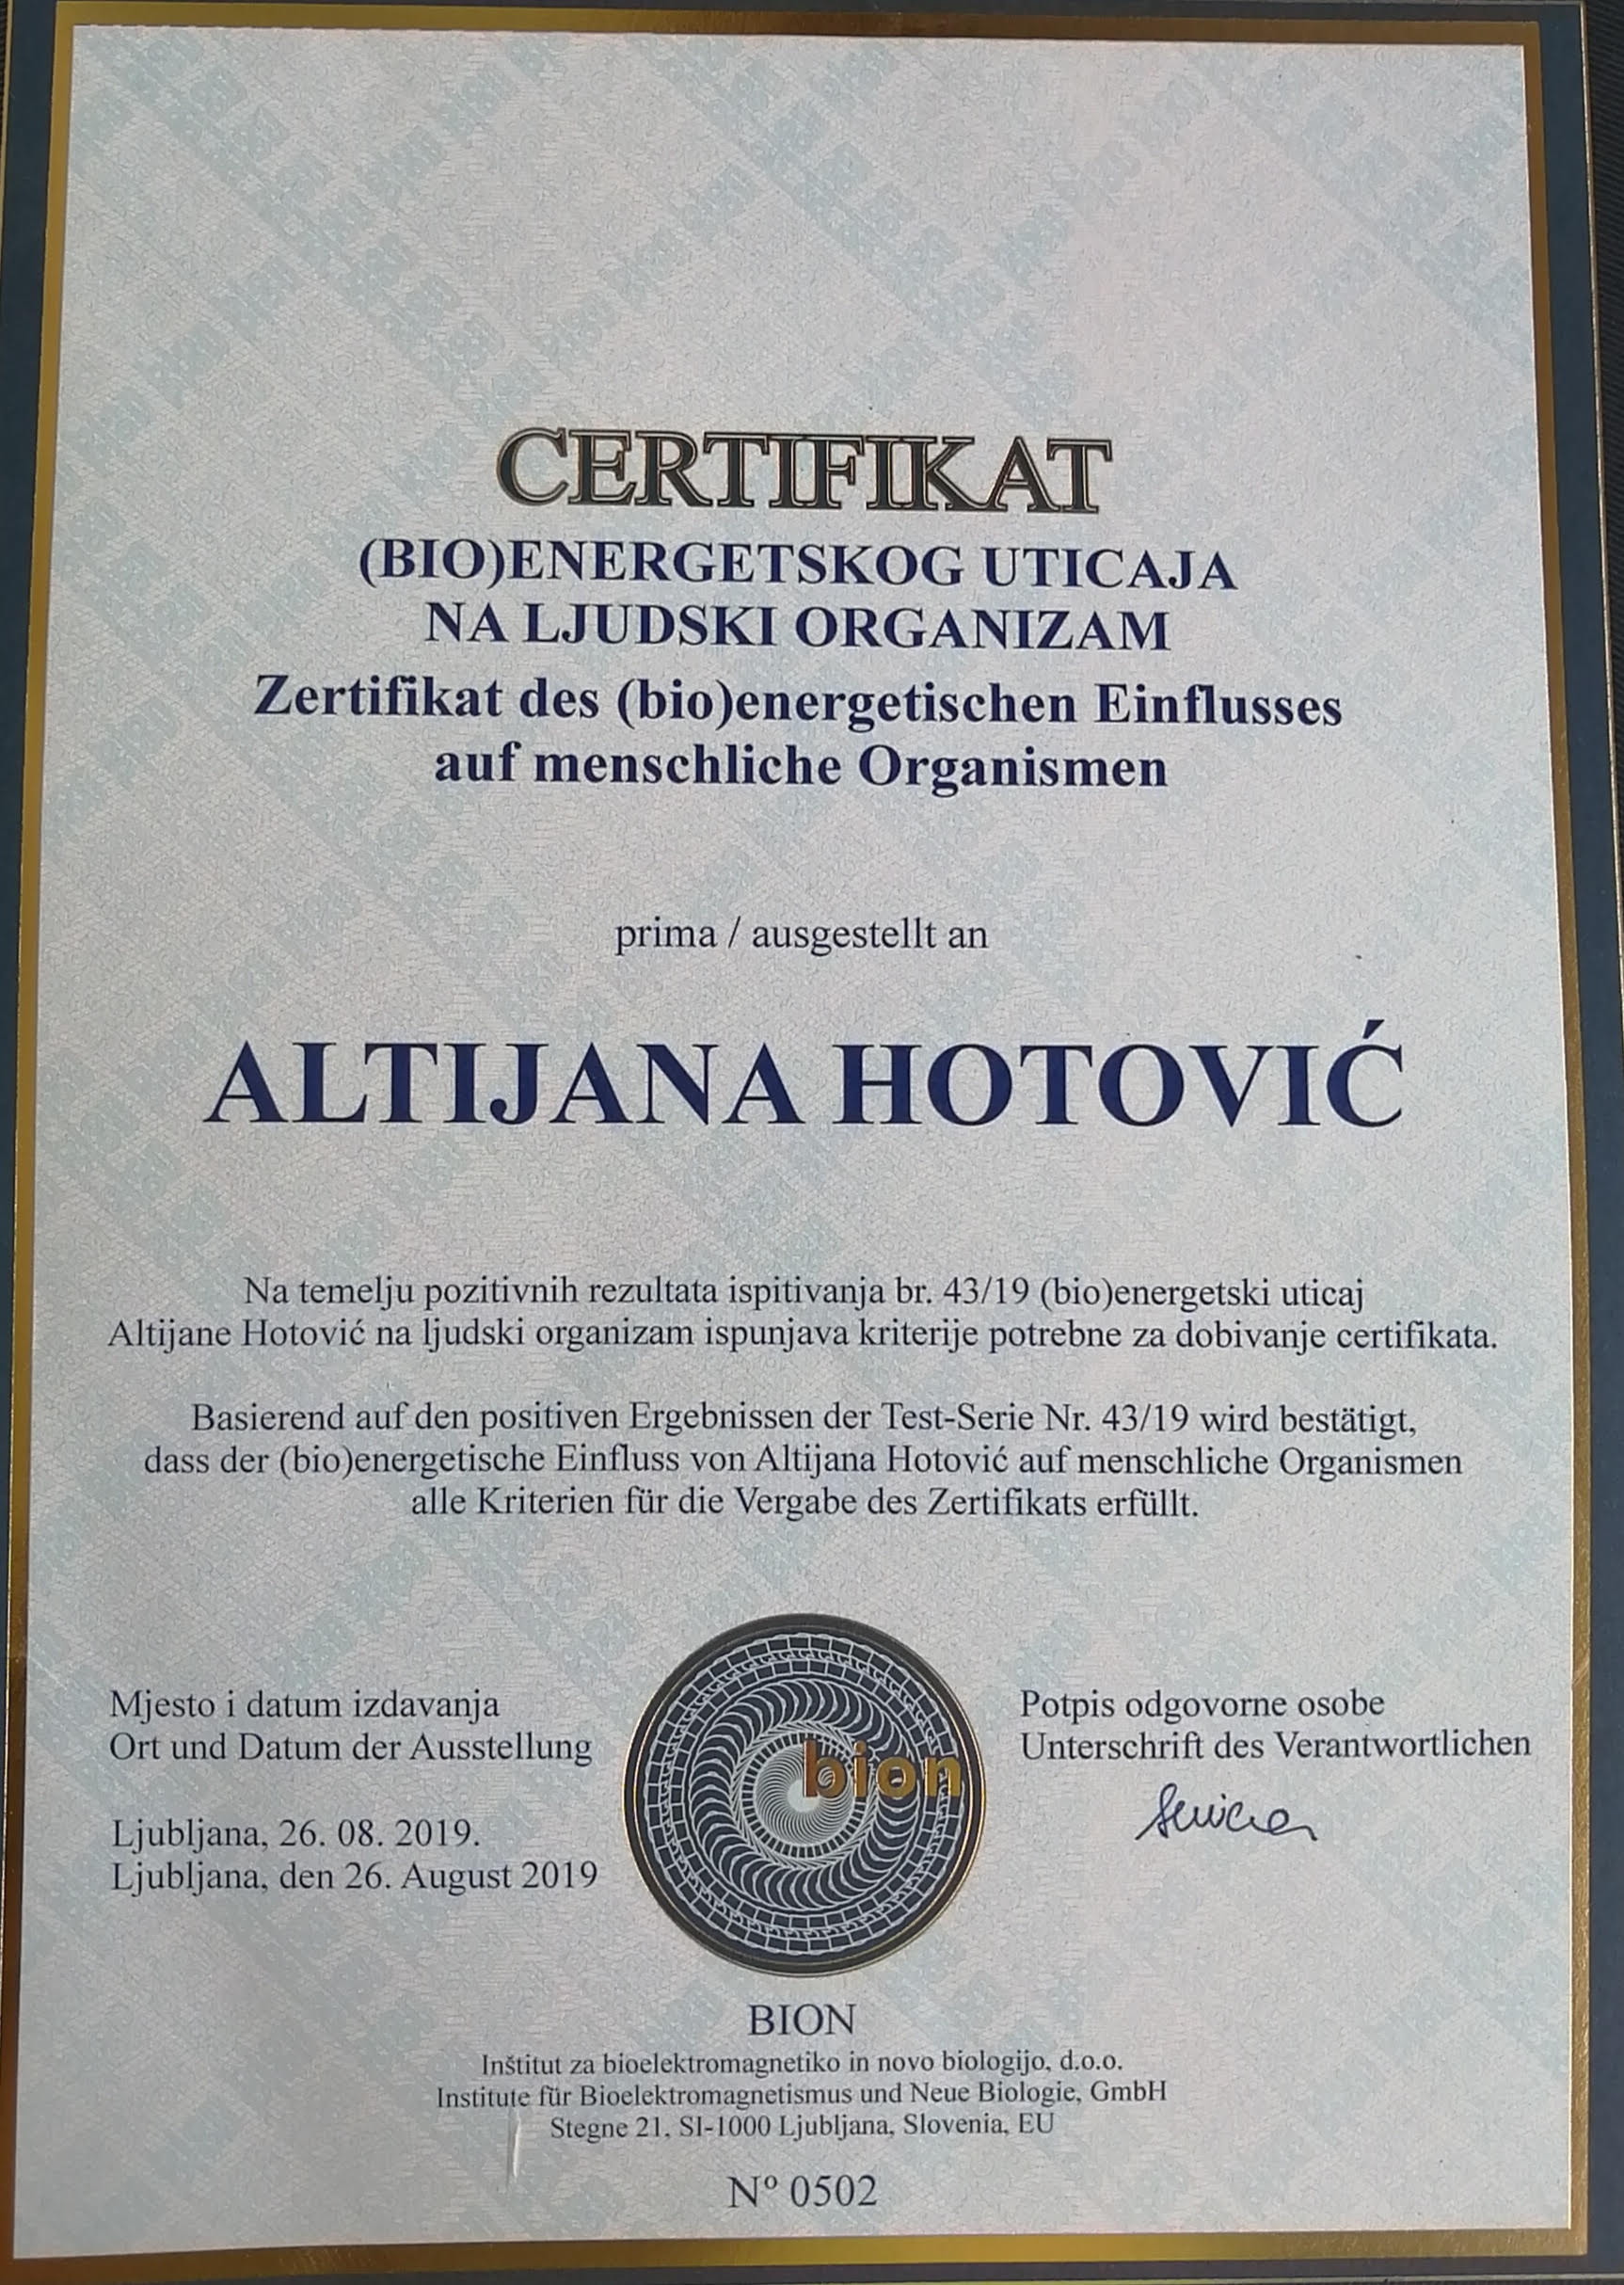 CERTIFIKAT
(BIO)ENERGETSKOG UTICAJA
NA LJUDSKI ORGANIZAM
Zertifikat des (bio)energetischen Einflusses
auf menschliche Organismen
prima / ausgestellt an
ALTIJANA HOTOVIĆ
Na temelju pozitivnih rezultata ispitivanja br. 43/19 (bio)energetski uticaj
Altijane Hotović na ljudski organizam ispunjava kriterije potrebne za dobivanje certifikata.
Basierend auf den positiven Ergebnissen der Test-Serie Nr. 43/19 wird bestätigt,
dass der (bio)energetische Einfluss von Altijana Hotović auf menschliche Organismen
alle Kriterien für die Vergabe des Zertifikats erfüllt.
Mjesto i datum izdavanja
Ort und Datum der Ausstellung
Ljubljana, 26. 08. 2019.
Ljubljana, den 26. August 2019
bion
Potpis odgovorne osobe
Unterschrift des Verantwortlichen
BION
Inštitut za bioelektromagnetiko in novo biologijo, d.o.o.
Institute für Bioelektromagnetismus und Neue Biologie, GmbH
Stegne 21, SI-1000 Ljubljana, Slovenia, EU
Nº 0502